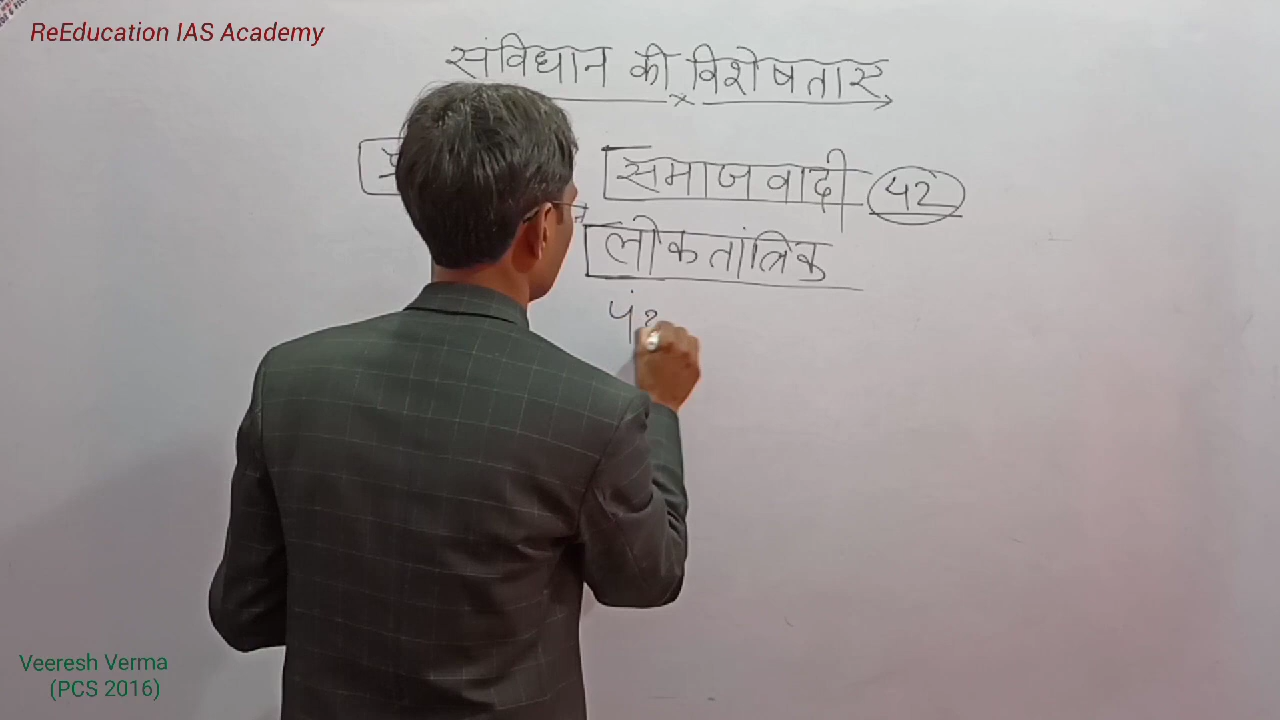 ReEducation IAS Academy
संविधान की विशेषताए
समाजवादी 42
लोकतांत्रिक
Veeresh Verma
(PCS 2016)